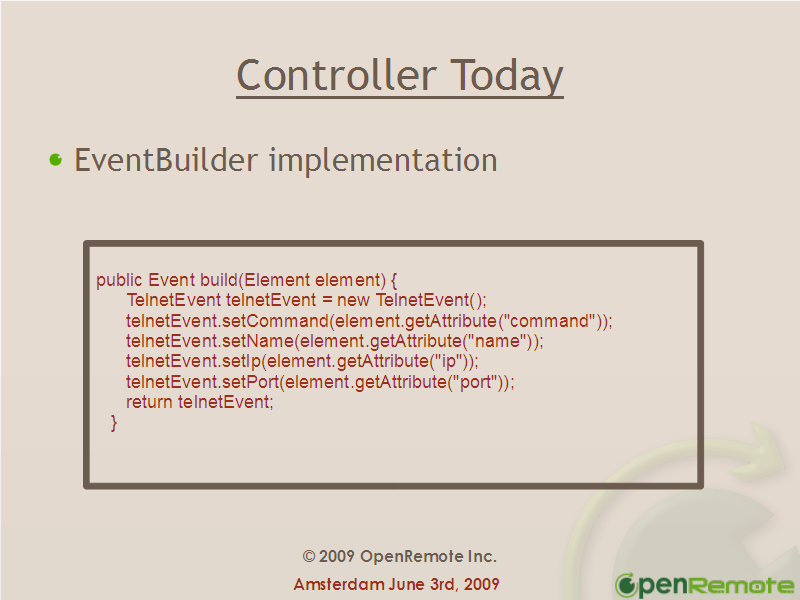 Controller Today
EventBuilder implementation
public Event build(Element element) {
TelnetEvent telnetEvent = new TelnetEvent();
telnetEvent.setCommand(element.getAttribute("command"));
telnetEvent.setName(element.getAttribute("name"));
telnetEvent.setIp(element.getAttribute("ip"));
telnetEvent.setPort(element.getAttribute("port"));
return telnetEvent;
}
© 2009 OpenRemote Inc.
Amsterdam June 3rd, 2009
OpenRemote